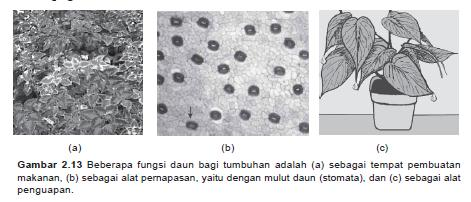 (a)
(b)
(c)
Gambar 2.13 Beberapa fungsi daun bagi tumbuhan adalah (a) sebagai tempat pembuatan
makanan, (b) sebagai alat pernapasan, yaitu dengan mulut daun (stomata), dan (c) sebagai alat
penguapan.